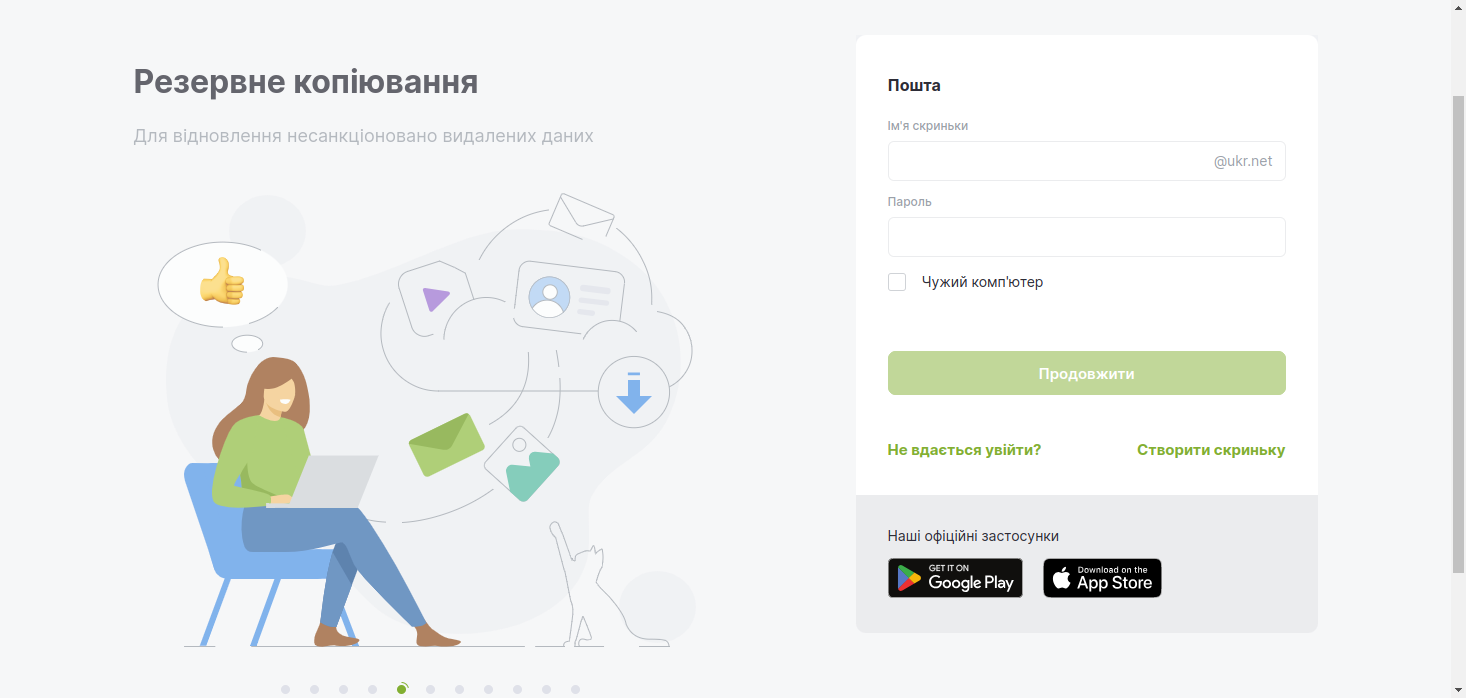 Резервне копіювання
Для відновлення несанкціоновано видалених даних
Пошта
Ім'я скриньки
@ukr.net
Пароль
Чужий комп'ютер
Продовжити
Не вдається увійти?
Створити скриньку
Наші офіційні застосунки
GET IT ON
Google Play
Download on the
App Store